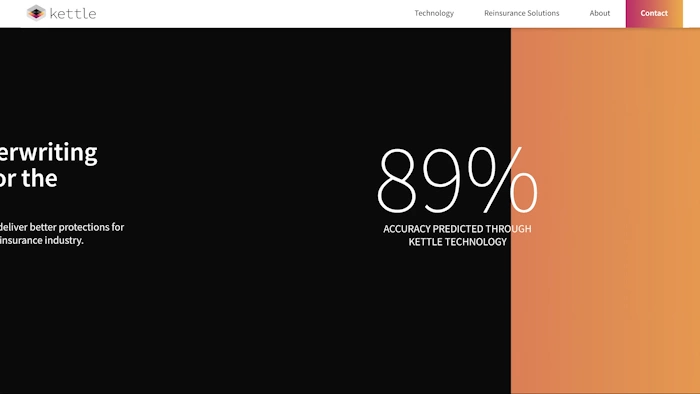 kettle
Technology
Reinsurance Solutions
About
Contact
erwriting
or the
deliver better protections for
insurance industry.
89%
ACCURACY PREDICTED THROUGH
KETTLE TECHNOLOGY